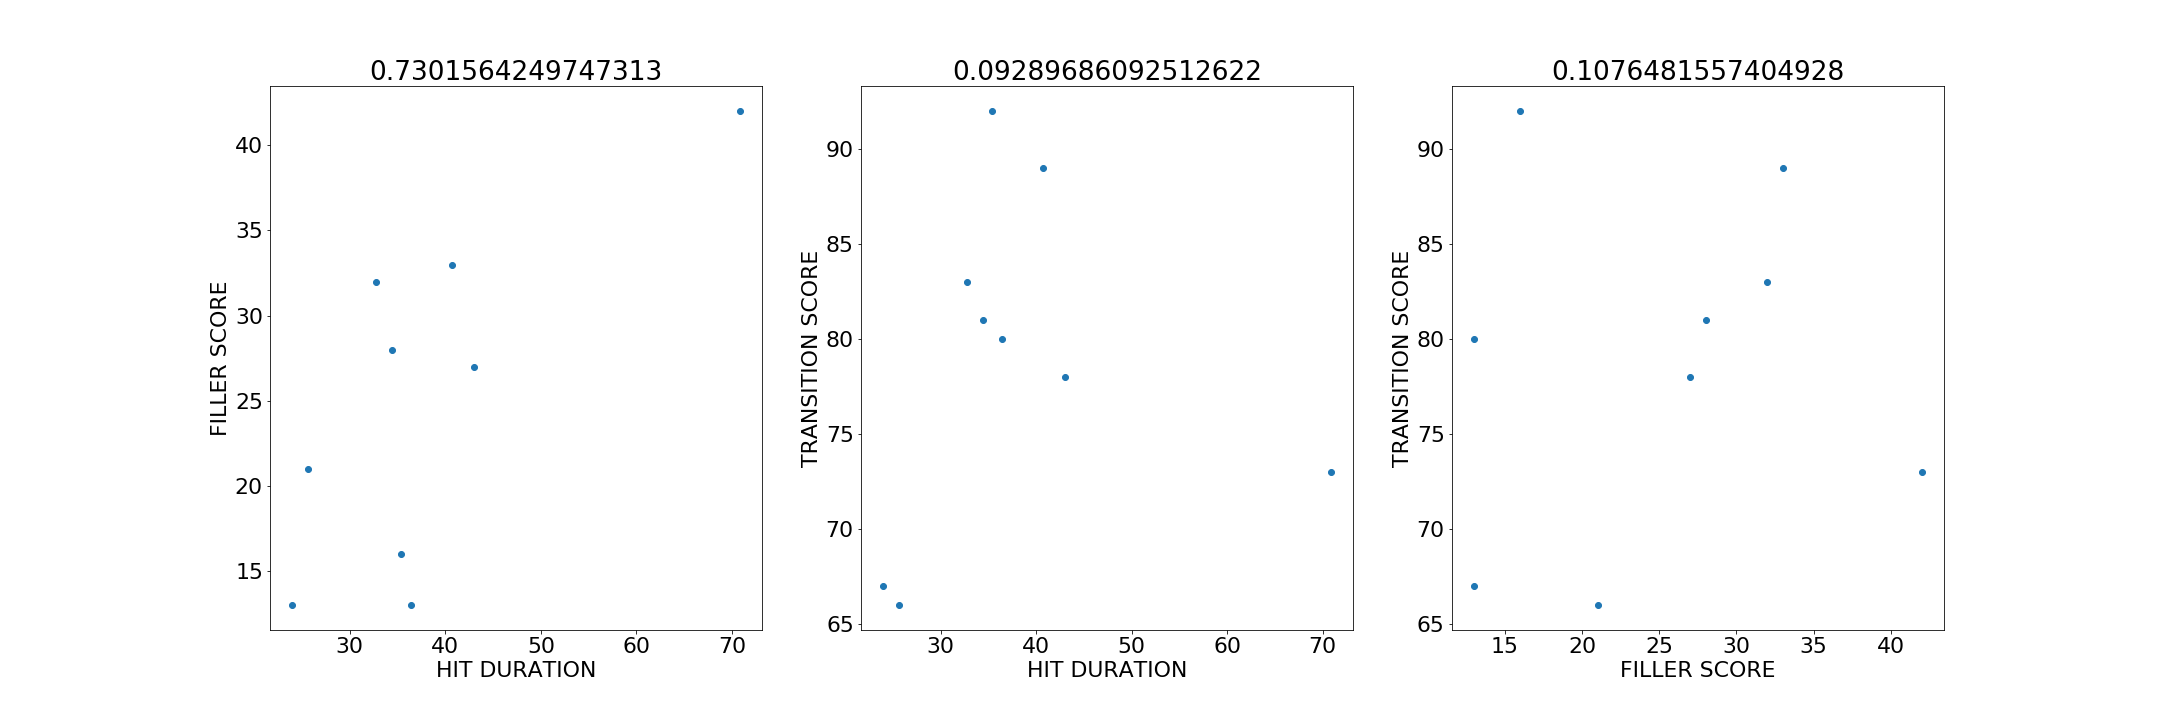 0.7301564249747313
40
35
30
25
20
15
FILLER SCORE
30 40 50 60 70
HIT DURATION
0.09289686092512622
90
85
80
75
70
65
TRANSITION SCORE
30 40 50 60 70
HIT DURATION
0.1076481557404928
90
85
80
75
70
65
TRANSITION SCORE
15 20 25 30 35 40
FILLER SCORE